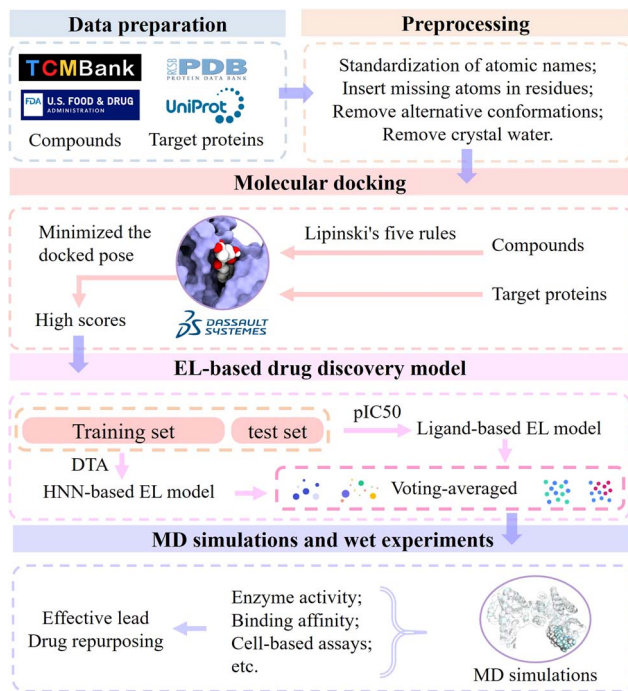 Data preparation
TCMBank
RCSB
PDB
PROTEIN DATA BANK
FDA
U.S. FOOD & DRUG
ADMINISTRATION
UniProt
Compounds
Target proteins
Preprocessing
Standardization of atomic names;
Insert missing atoms in residues;
Remove alternative conformations;
Remove crystal water.
Molecular docking
Minimized the
docked pose
High scores
DASSAULT
SYSTEMES
Lipinski's five rules
Compounds
Target proteins
EL-based drug discovery model
Training set
test set
pIC50
Ligand-based EL model
DTA
HNN-based EL model
Voting-averaged
MD simulations and wet experiments
Effective lead
Drug repurposing
Enzyme activity;
Binding affinity;
Cell-based assays;
etc.
MD simulations